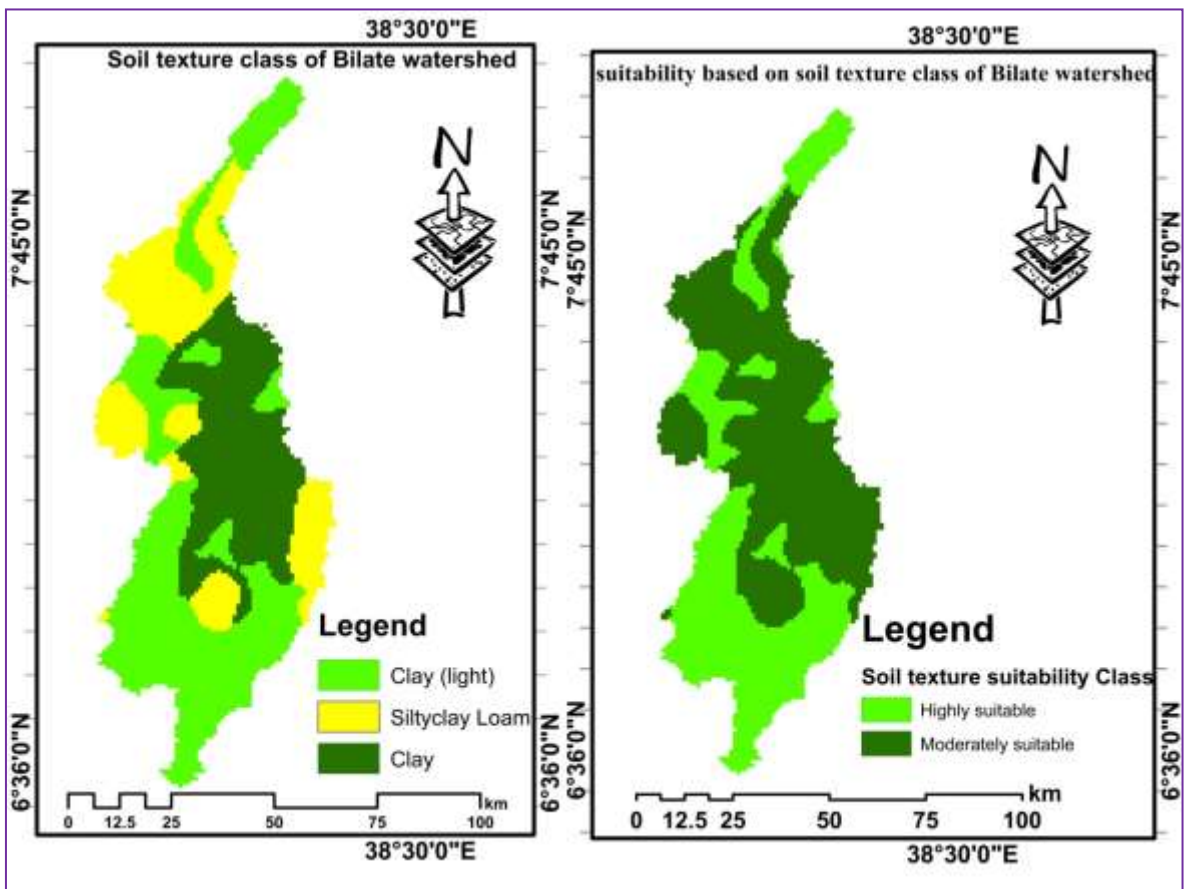 38°30'0"E
Soil texture class of Bilate watershed
N
7°45'0"N
7°45'0"N
6°36'0"N
6°36'0"N
Legend
Clay (light)
Siltyclay Loam
Clay
km
0 12.5 25 50 75 100
38°30'0"E
38°30'0"E
suitability based on soil texture class of Bilate watershed
N
7°45'0"N
6°36'0"N
Legend
Soil texture suitability Class
Highly suitable
Moderately suitable
km
0 12.5 25 50 75 100
38°30'0"E